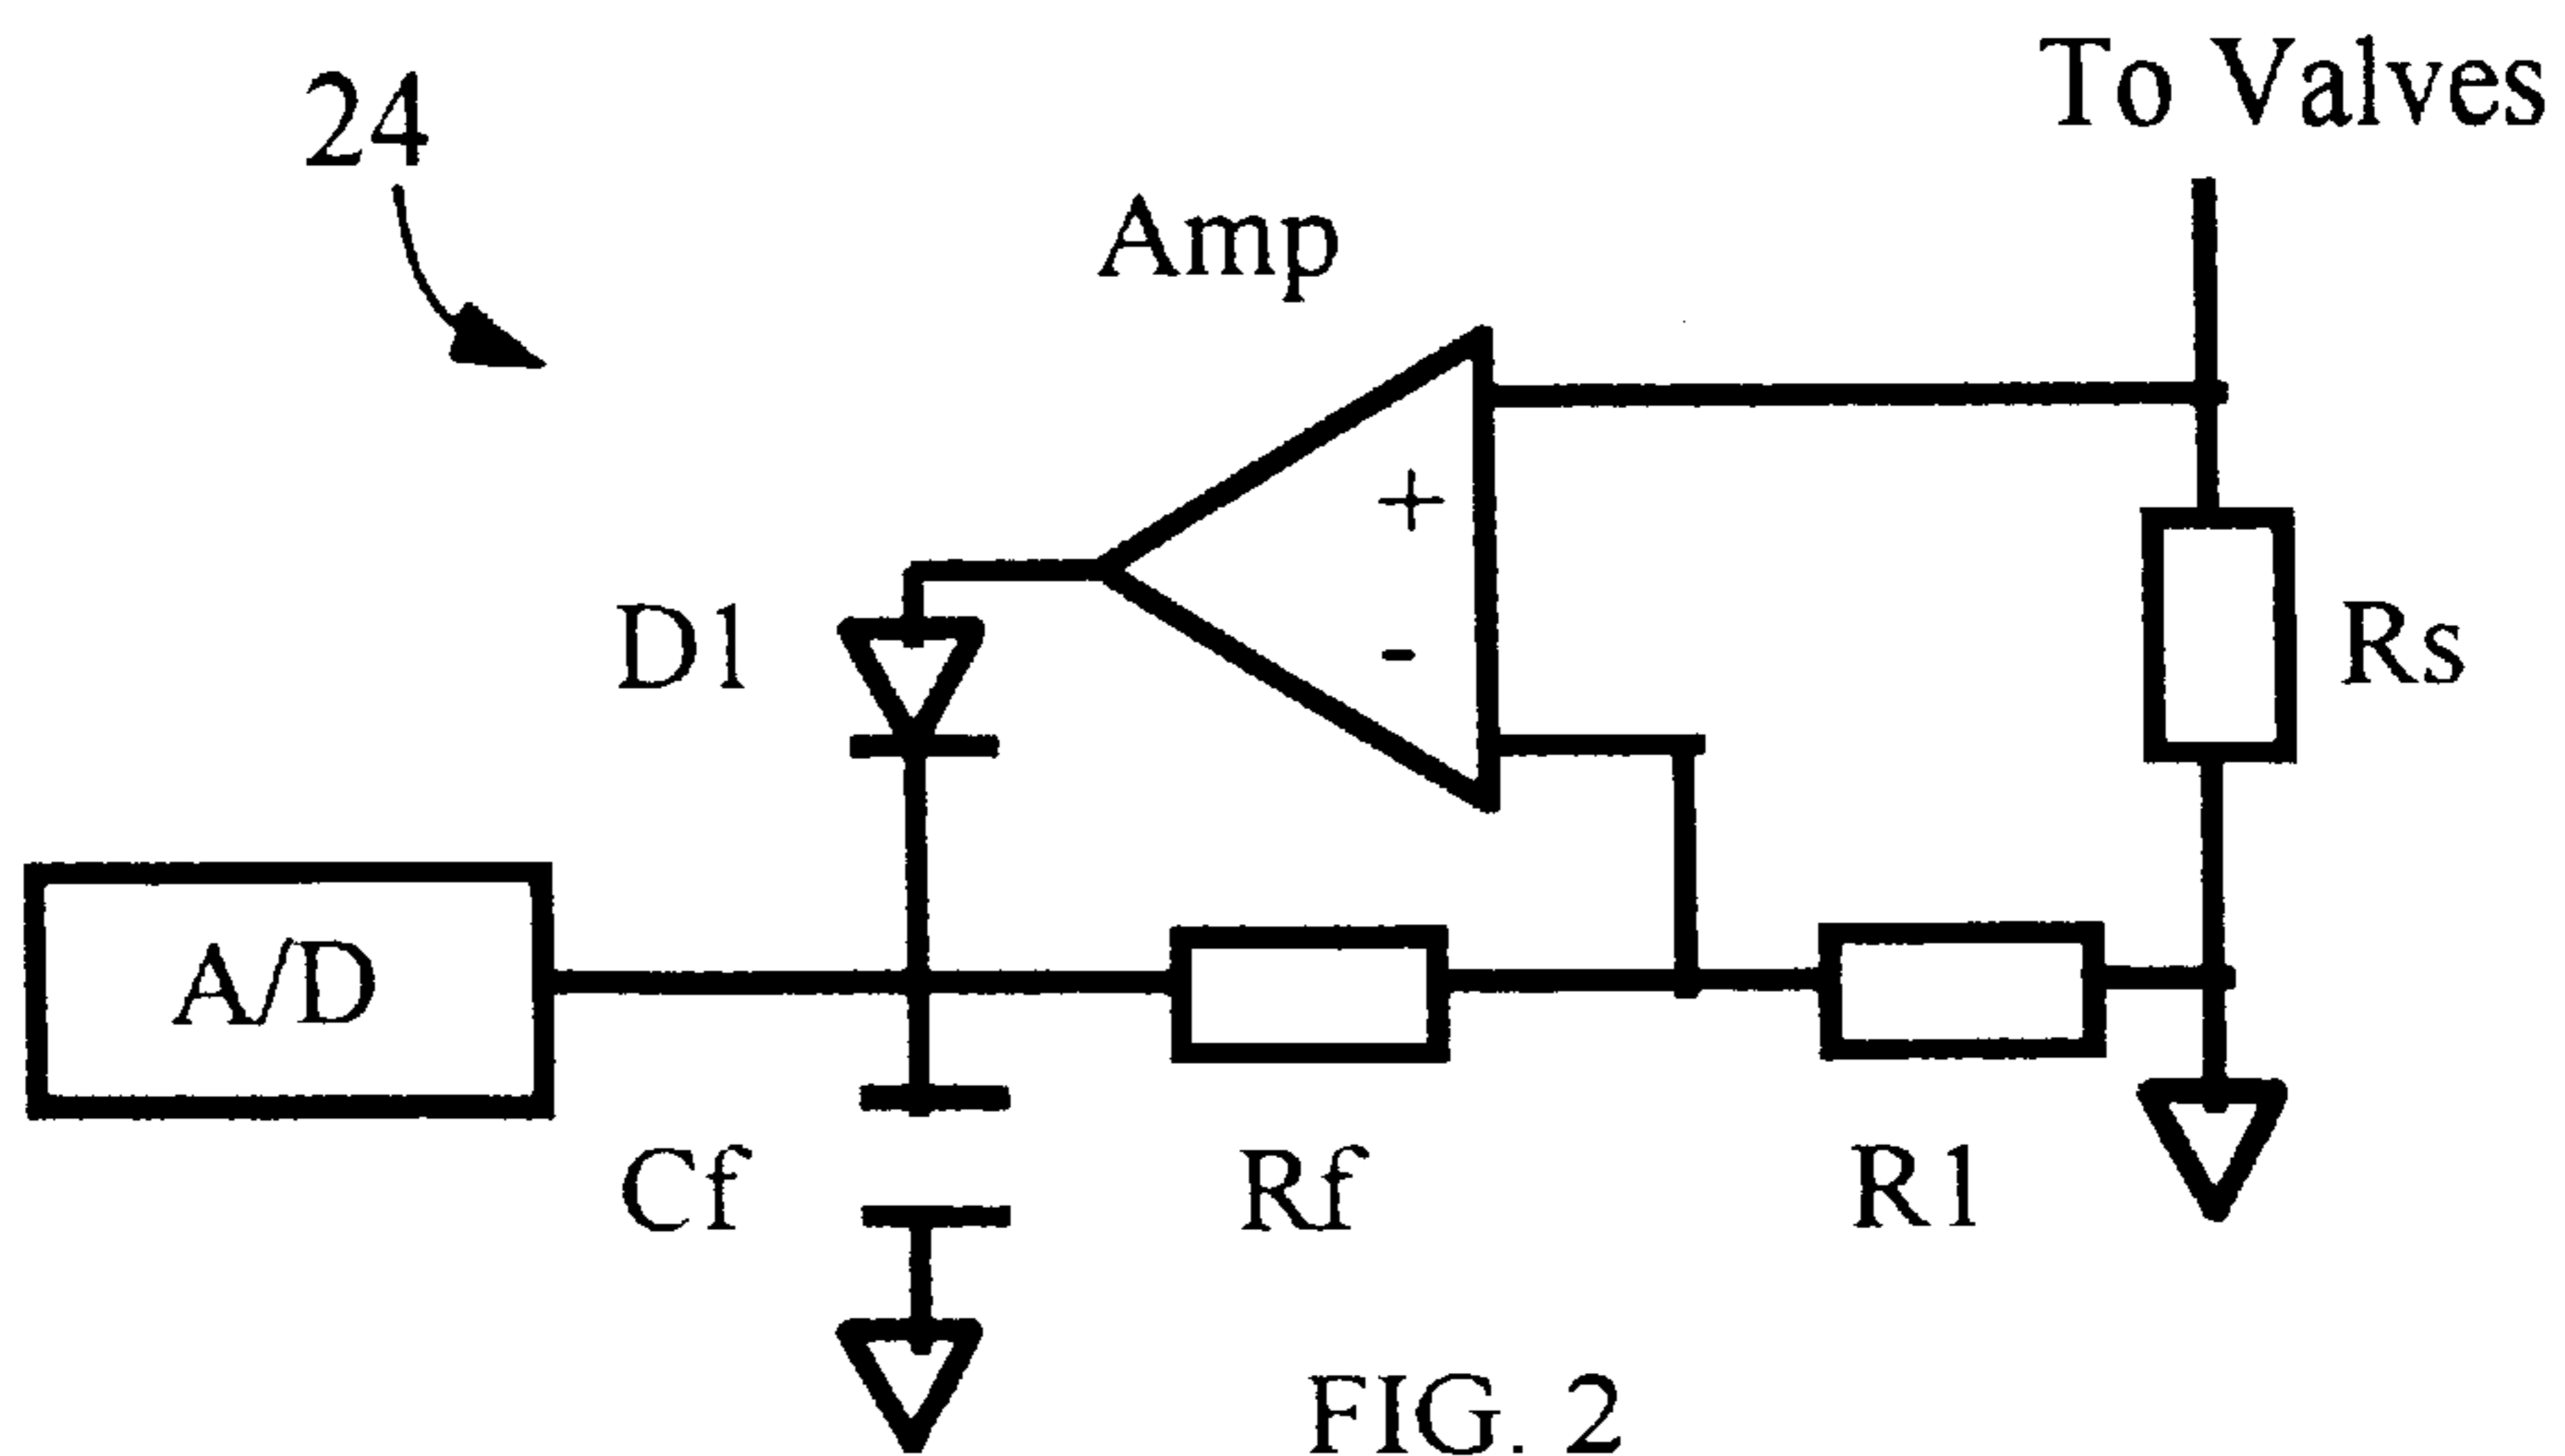 To Valves
24
Amp
+
D1
-
Rs
A/D
Cf
Rf
R1
FIG. 2